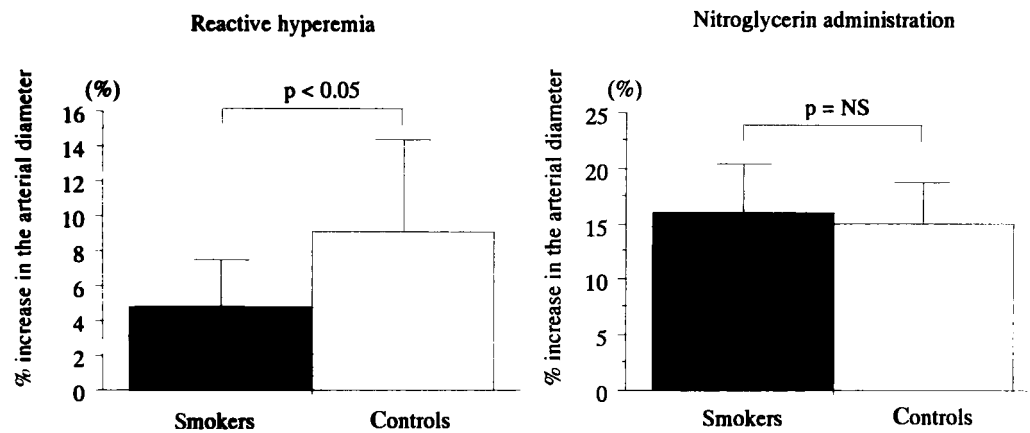 Reactive hyperemia
% increase in the arterial diameter
(%)
16
14
12
10
8
6
4
2
0
p < 0.05
Smokers
Controls
Nitroglycerin administration
% increase in the arterial diameter
(%)
25
20
15
10
5
0
p = NS
Smokers
Controls